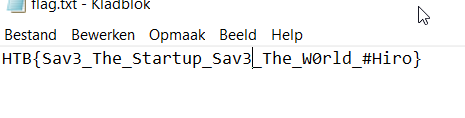 flag.txt - Kladblok
Bestand Bewerken Opmaak Beeld Help
HTB{Sav3_The_Startup_Sav3_The_W0rld_#Hiro}